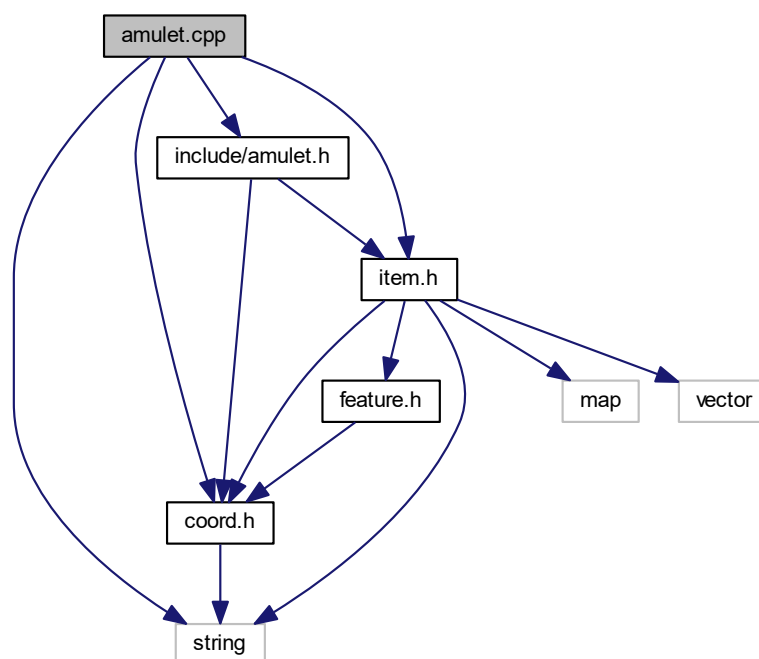 amulet.cpp
include/amulet.h
item.h
feature.h
map
vector
coord.h
string